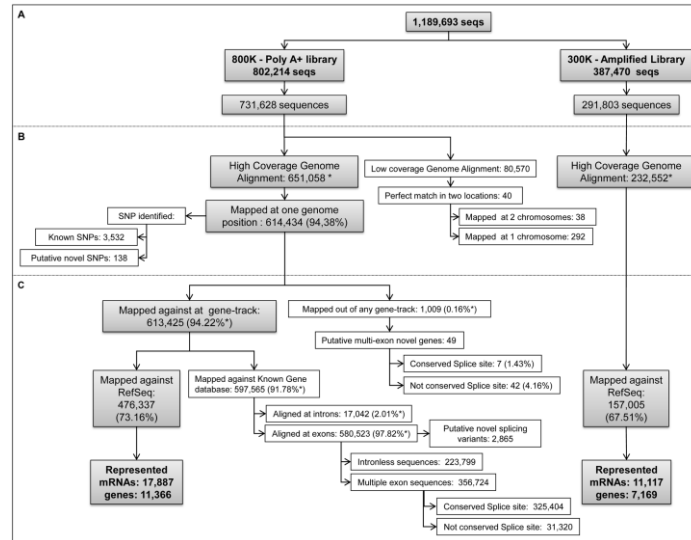 A
1,189,693 seqs
800K - Poly A+ library
802,214 seqs
300K - Amplified Library
387,470 seqs
731,628 sequences
291,803 sequences
B
High Coverage Genome
Alignment: 651,058 *
Low coverage Genome Alignment: 80,570
High Coverage Genome
Alignment: 232,552*
Perfect match in two locations: 40
SNP identified:
Mapped at one genome
position : 614,434 (94,38%)
Mapped at 2 chromosomes: 38
Known SNPs: 3,532
Mapped at 1 chromosome: 292
Putative novel SNPs: 138
C
Mapped against at gene-track:
613,425 (94.22%*)
Mapped out of any gene-track: 1,009 (0.16%*)
Putative multi-exon novel genes: 49
Conserved Splice site: 7 (1.43%)
Not conserved Splice site: 42 (4.16%)
Mapped against
RefSeq:
476,337
(73.16%)
Mapped against Known Gene
database: 597,565 (91.78%*)
Mapped against
RefSeq:
157,005
(67.51%)
Aligned at introns: 17,042 (2.01%*)
Aligned at exons: 580,523 (97.82%*)
Putative novel splicing
variants: 2,865
Intronless sequences: 223,799
Multiple exon sequences: 356,724
Represented
mRNAs: 17,887
genes: 11,366
Represented
mRNAs: 11,117
genes: 7,169
Conserved Splice site: 325,404
Not conserved Splice site: 31,320